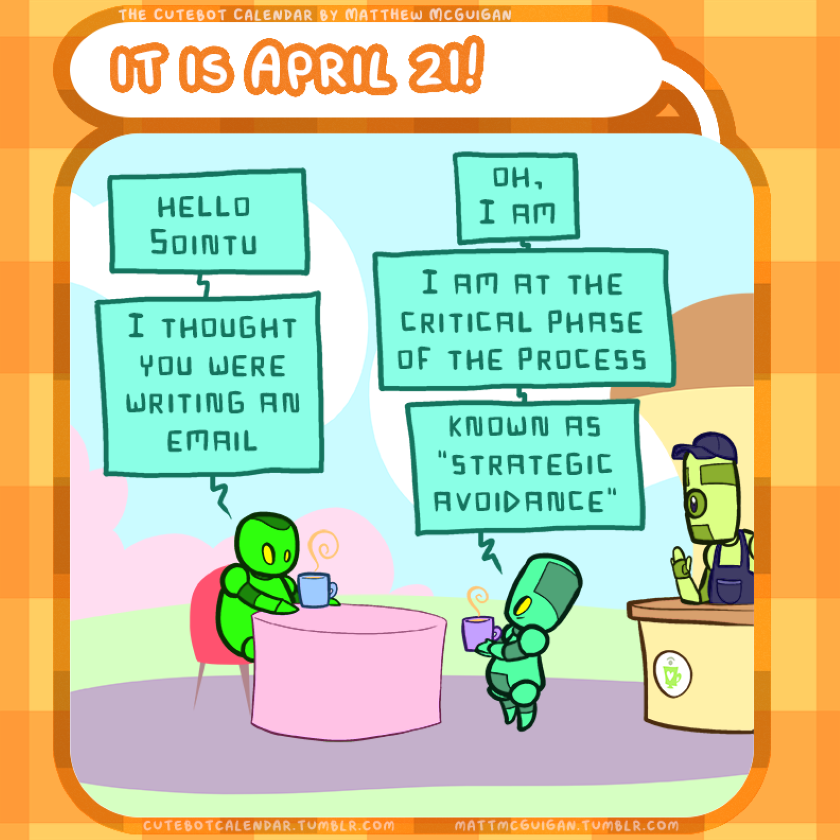 THE CUTEBOT CALENDAR BY MATTHEW MCGUIGAN
IT IS APRIL 21!
HELLO
SOINTU
I THOUGHT
YOU WERE
WRITING AN
EMAIL
OH,
I AM
I AM AT THE
CRITICAL PHASE
OF THE PROCESS
KNOWN AS
"STRATEGIC
AVOIDANCE"
CUTEBOTCALENDAR.TUMBLR.COM
MATTMCGUIGAN.TUMBLR.COM